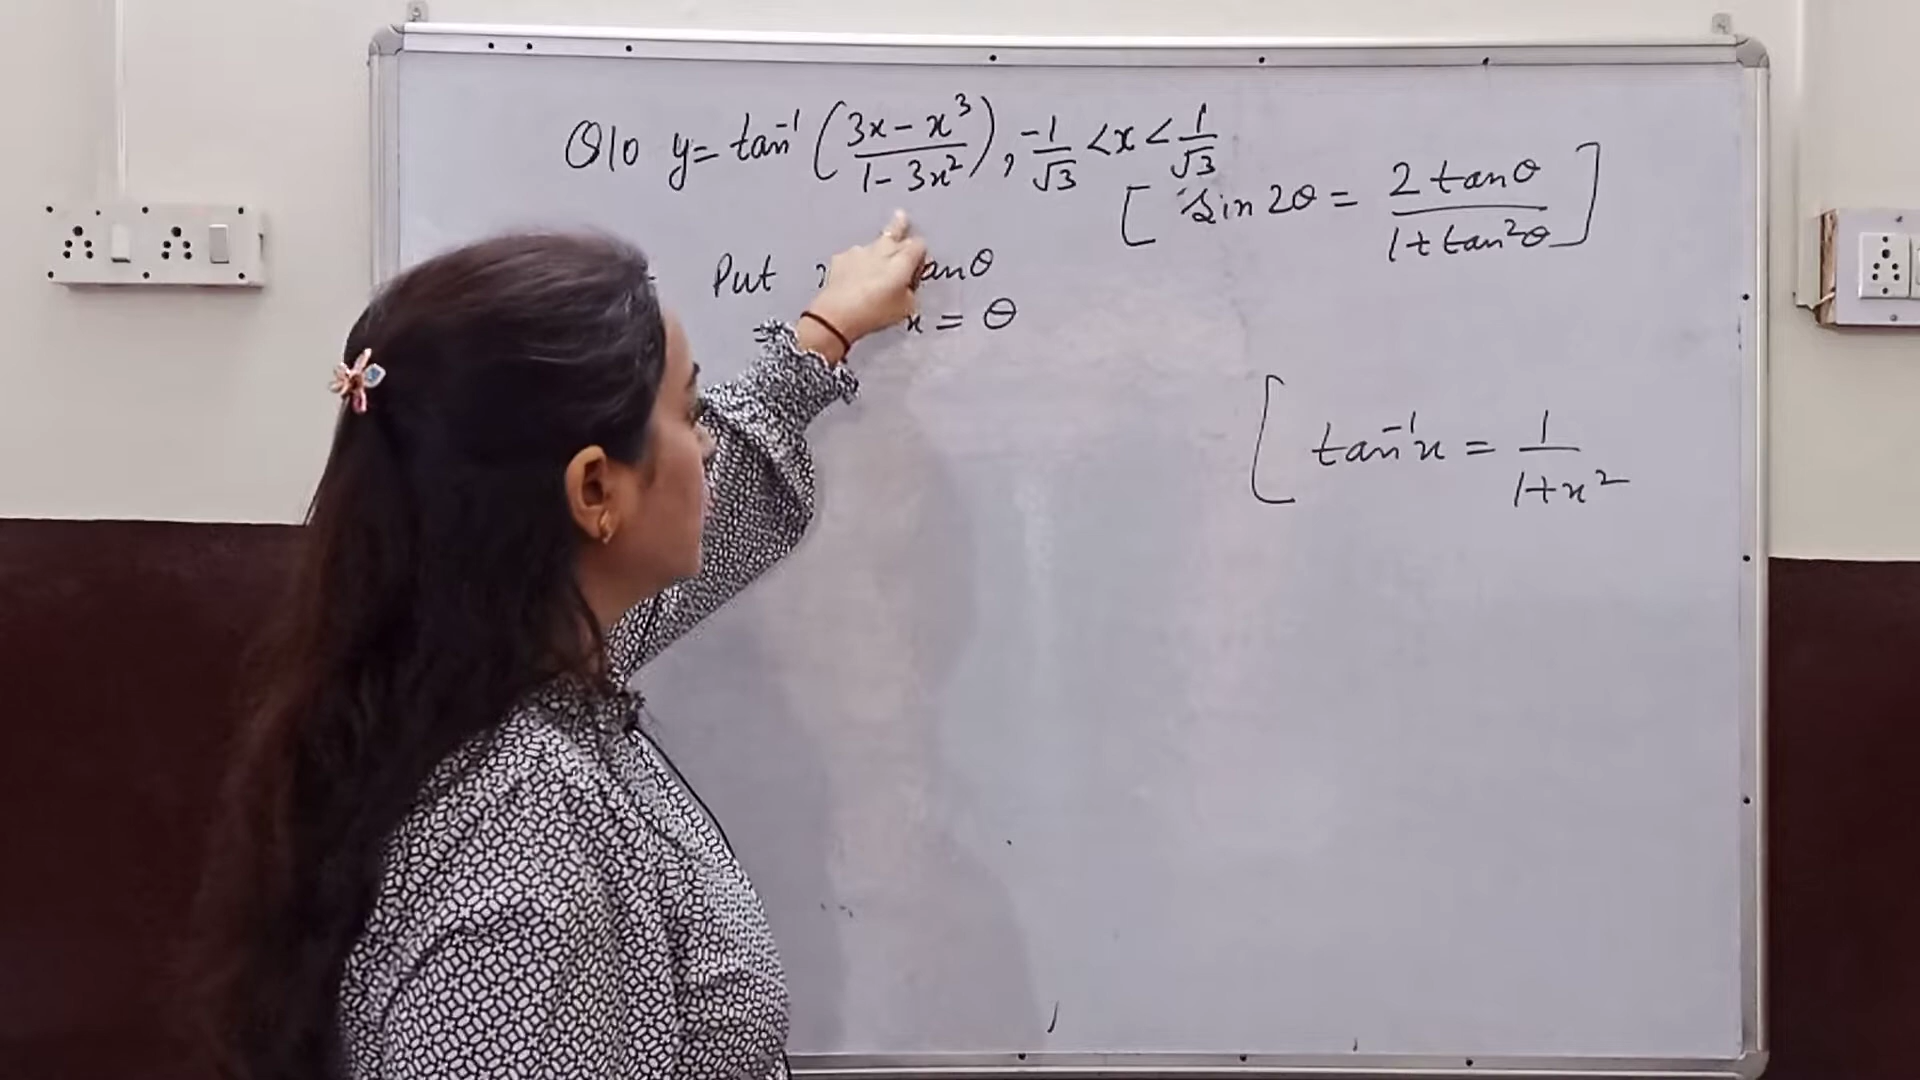 Q10 y = tan⁻¹ (3x - x³ / 1 - 3x²), -1/√3 < x < 1/√3
[sin 2θ = 2 tanθ / 1 + tan²θ]
Put anθ
x = θ
[tan⁻¹x = 1 / 1 + x²